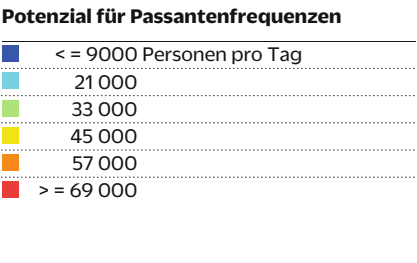 Potenzial für Passantenfrequenzen
< = 9000 Personen pro Tag
21 000
33 000
45 000
57 000
> = 69 000